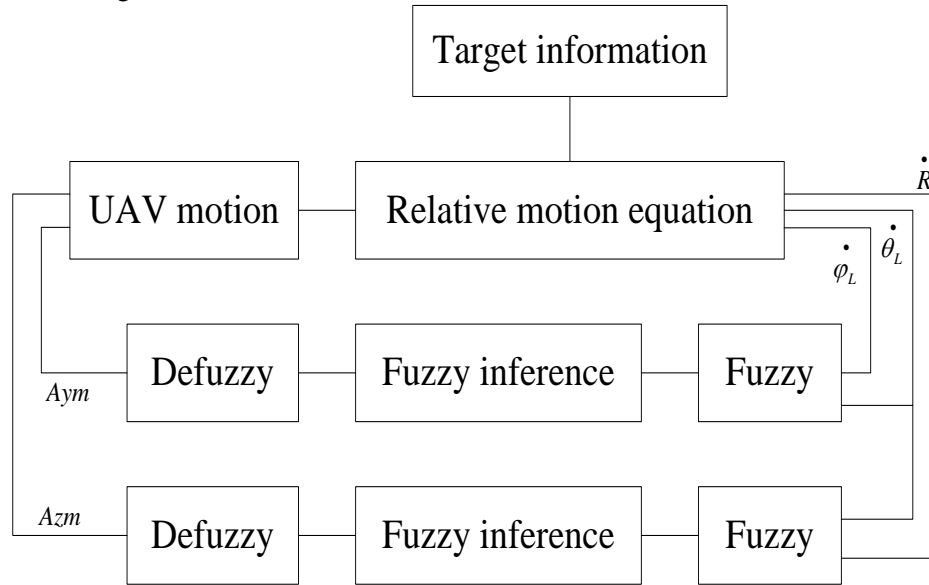 Target information
Ṙ
UAV motion
Relative motion equation
φ̇_L
θ̇_L
Defuzzy
Fuzzy inference
Fuzzy
Aym
Azm
Defuzzy
Fuzzy inference
Fuzzy